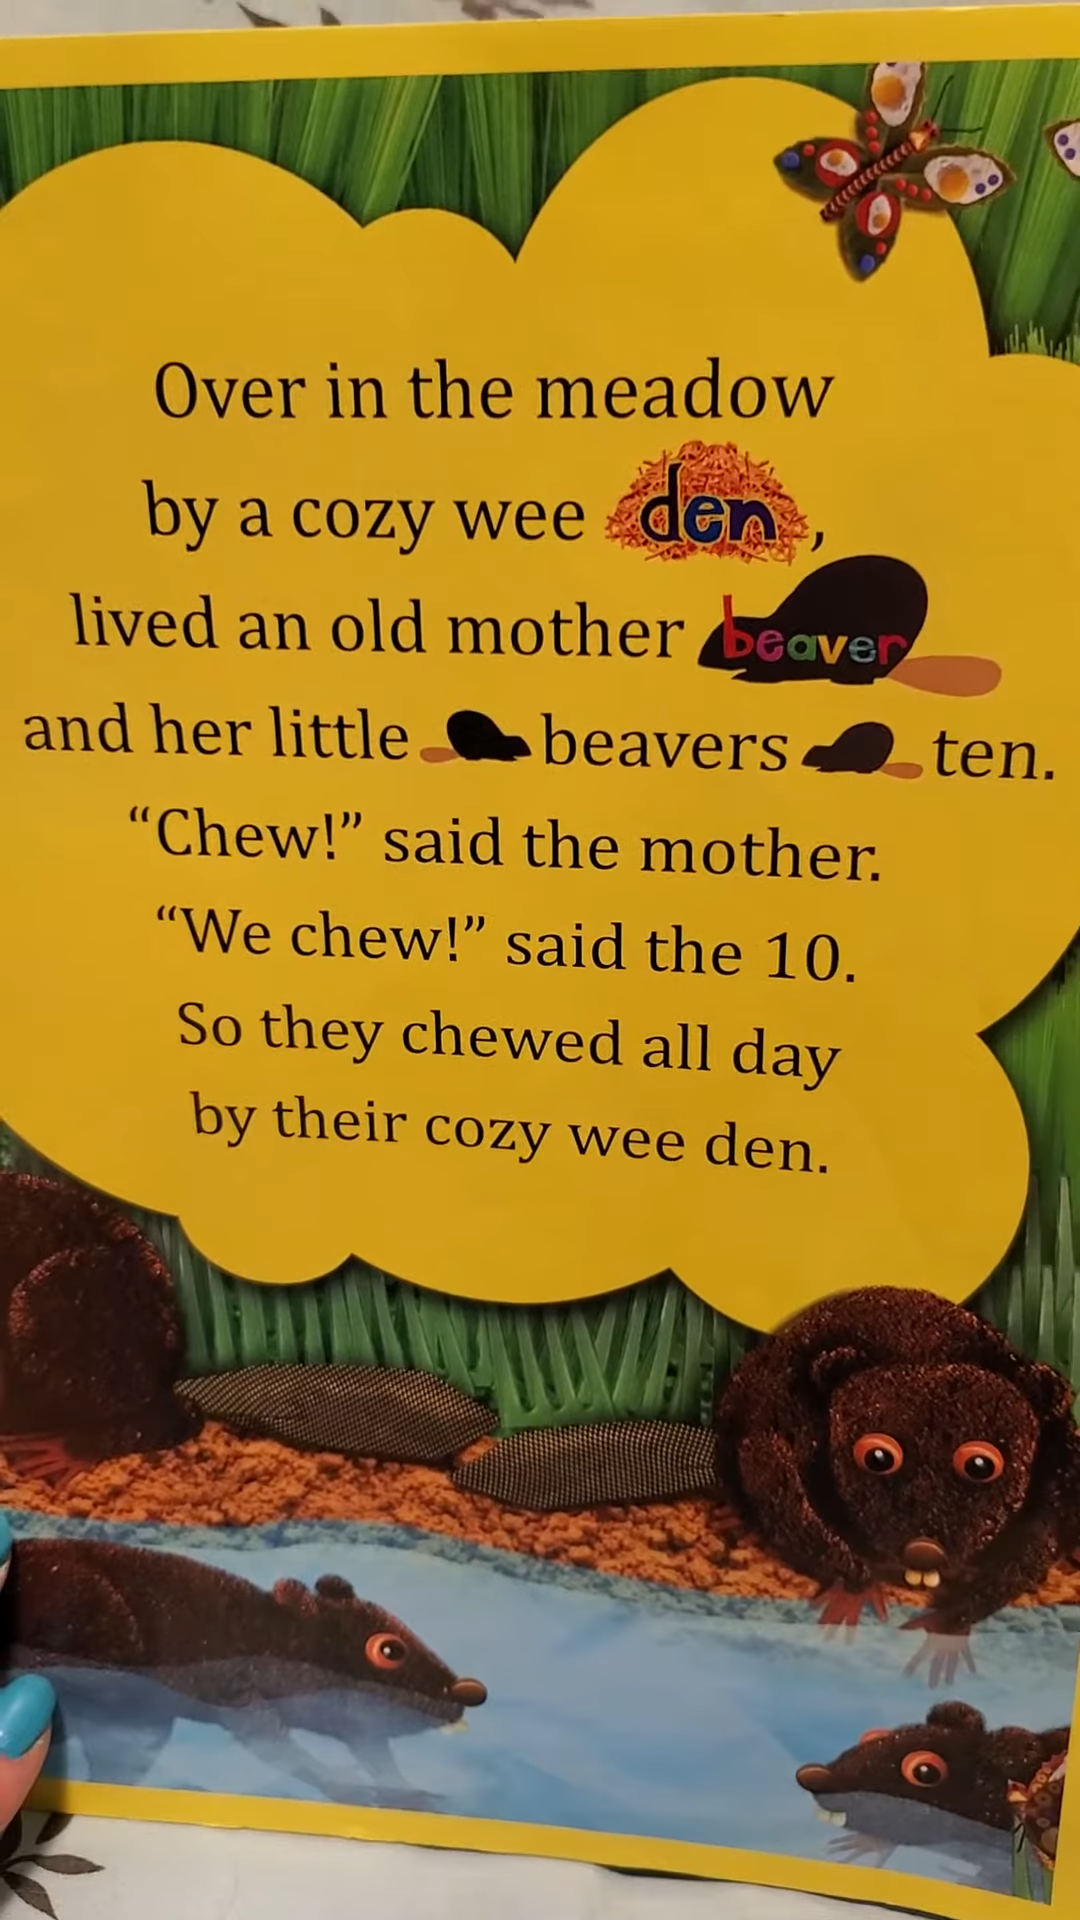 Over in the meadow
by a cozy wee den,
lived an old mother beaver
and her little beavers ten.
“Chew!” said the mother.
“We chew!” said the 10.
So they chewed all day
by their cozy wee den.